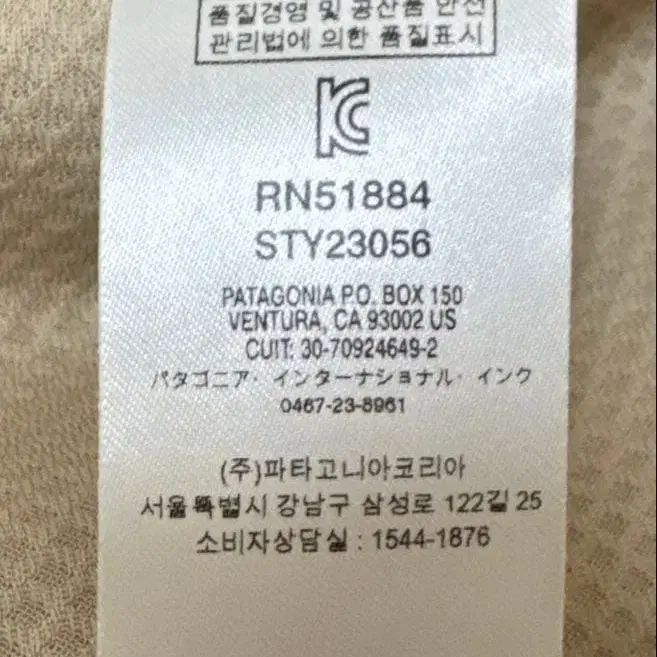 품질경영 및 공산품 안전
관리법에 의한 품질표시
RN51884
STY23056
PATAGONIA P.O. BOX 150
VENTURA, CA 93002 US
CUIT: 30-70924649-2
パタゴニア・インターナショナル・インク
0467-23-8961
(주)파타고니아코리아
서울특별시 강남구 삼성로 122길 25
소비자상담실 : 1544-1876